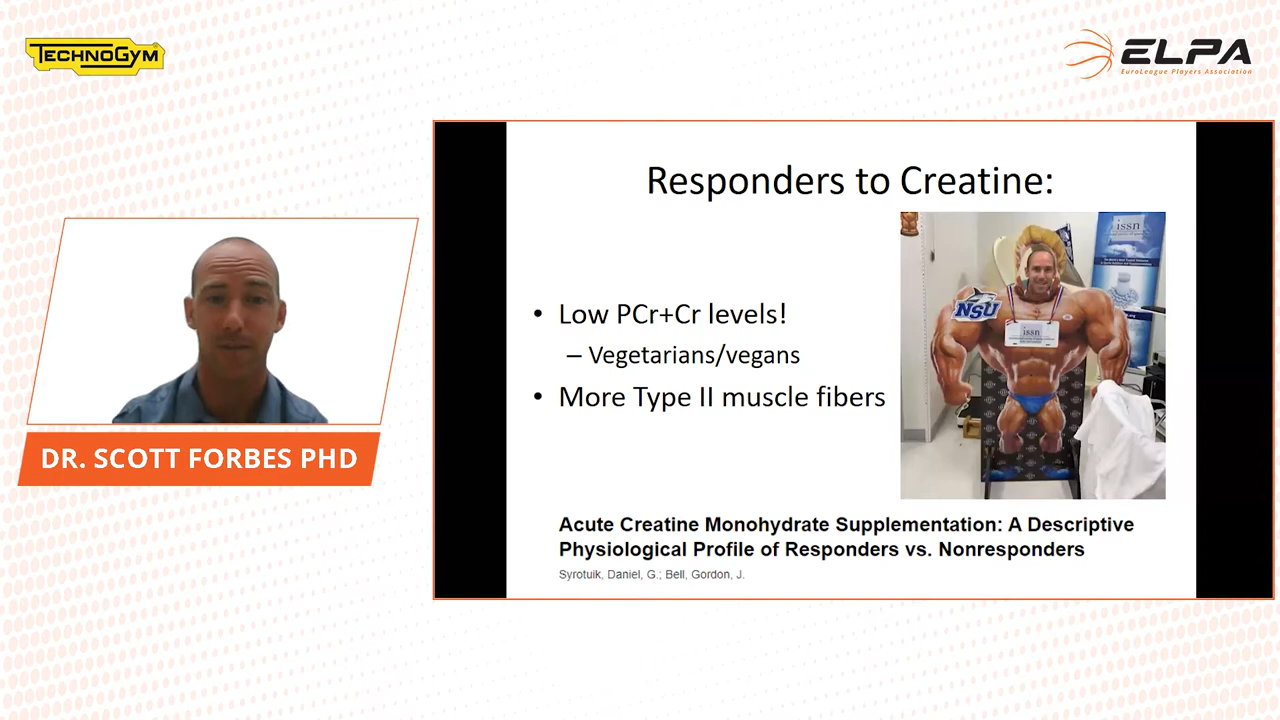 TECHNOGYM
ELPA
EuroLeague Players Association
Responders to Creatine:
issn
NSU
issn
• Low PCr+Cr levels!
– Vegetarians/vegans
• More Type II muscle fibers
DR. SCOTT FORBES PHD
Acute Creatine Monohydrate Supplementation: A Descriptive
Physiological Profile of Responders vs. Nonresponders
Syrotuik, Daniel, G.; Bell, Gordon, J.